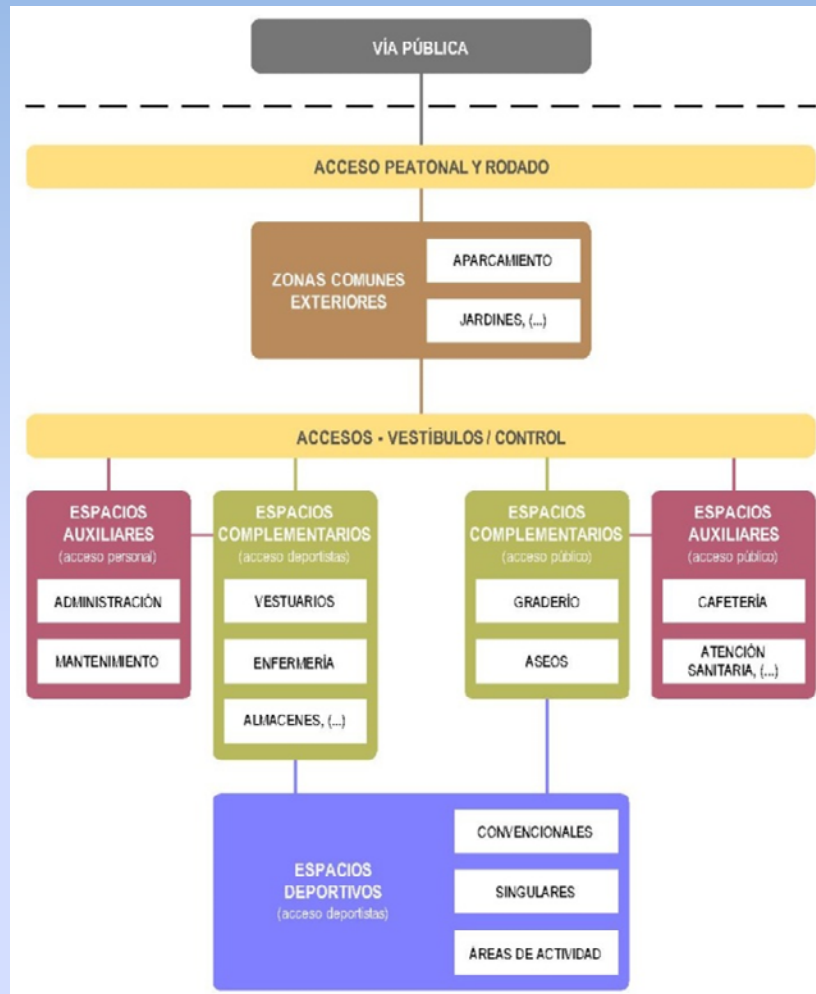 VÍA PÚBLICA
ACCESO PEATONAL Y RODADO
ZONAS COMUNES
EXTERIORES
APARCAMIENTO
JARDINES, (...)
ACCESOS - VESTÍBULOS / CONTROL
ESPACIOS
AUXILIARES
(acceso personal)
ADMINISTRACIÓN
MANTENIMIENTO
ESPACIOS
COMPLEMENTARIOS
(acceso deportistas)
VESTUARIOS
ENFERMERÍA
ALMACENES, (...)
ESPACIOS
COMPLEMENTARIOS
(acceso público)
GRADERÍO
ASEOS
ESPACIOS
AUXILIARES
(acceso público)
CAFETERÍA
ATENCIÓN
SANITARIA, (...)
ESPACIOS
DEPORTIVOS
(acceso deportistas)
CONVENCIONALES
SINGULARES
ÁREAS DE ACTIVIDAD